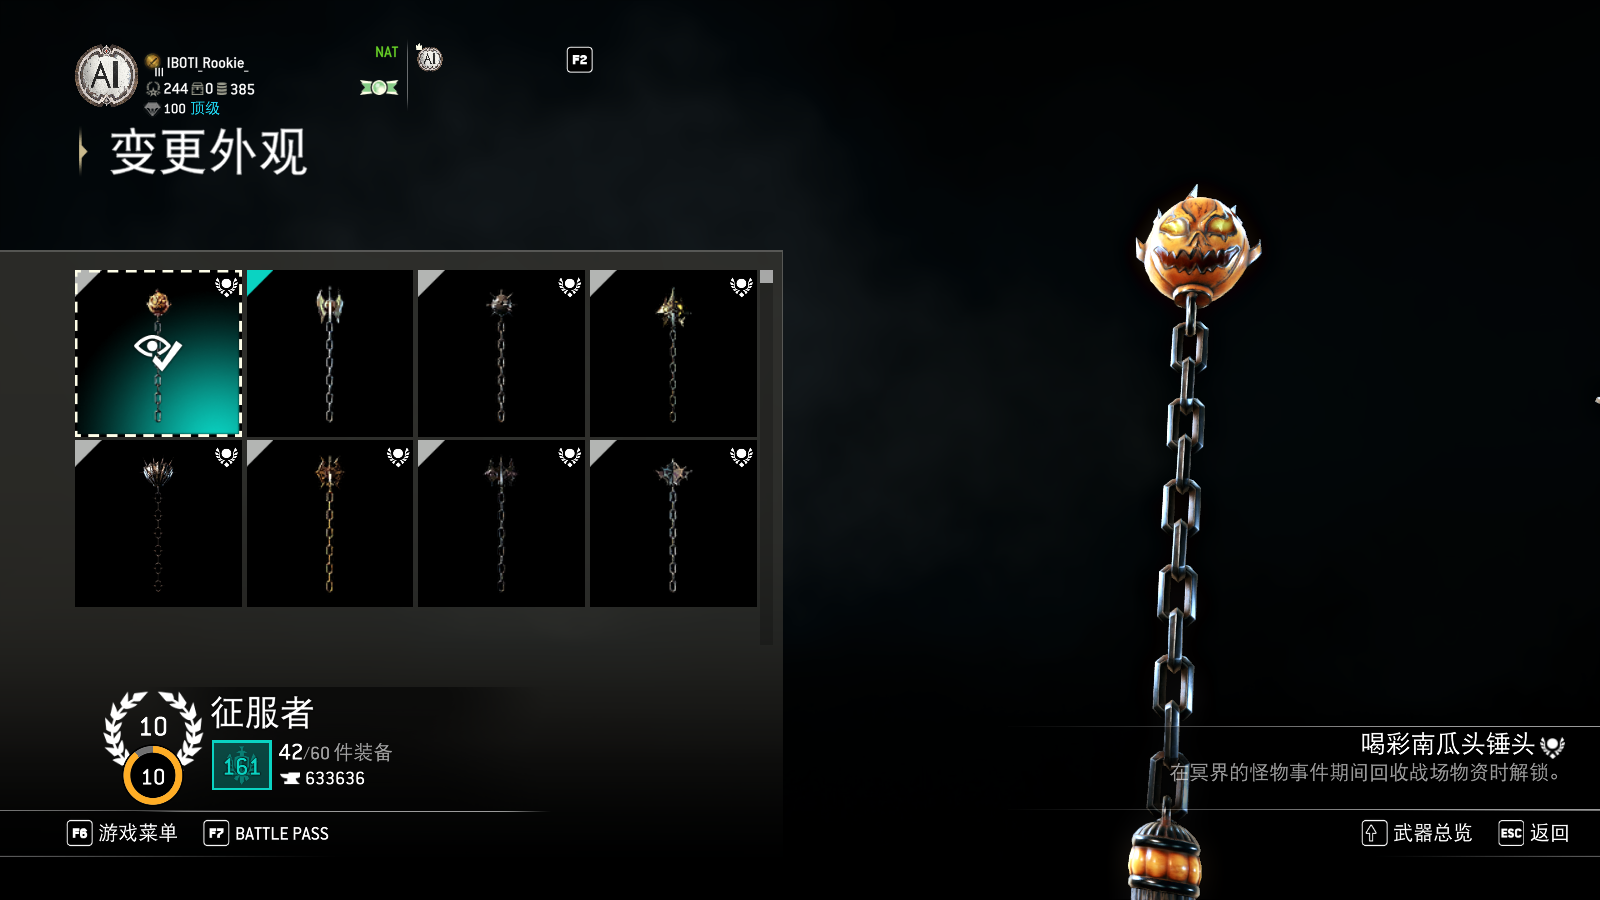 AI
IBOTI_Rookie_
III
244 0 385
100 顶级
NAT
AI
F2
变更外观
10
10
征服者
161
42/60 件装备
633636
喝彩南瓜头锤头
在冥界的怪物事件期间回收战场物资时解锁。
F6 游戏菜单
F7 BATTLE PASS
武器总览
ESC 返回